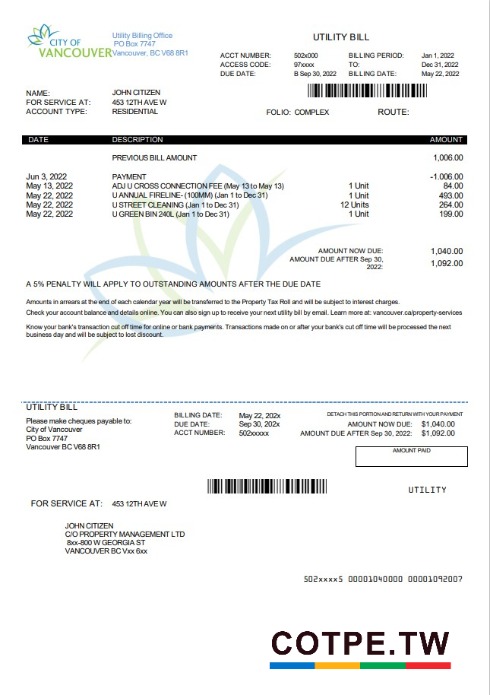 CITY OF
VANCOUVER
Utility Billing Office
PO Box 7747
Vancouver, BC V68 8R1
UTILITY BILL
ACCT NUMBER: 502x000 BILLING PERIOD: Jan 1, 2022
ACCESS CODE: 97xxxx TO: Dec 31, 2022
DUE DATE: B Sep 30, 2022 BILLING DATE: May 22, 2022
NAME: JOHN CITIZEN
FOR SERVICE AT: 453 12TH AVE W
ACCOUNT TYPE: RESIDENTIAL
FOLIO: COMPLEX ROUTE:
DATE DESCRIPTION AMOUNT
PREVIOUS BILL AMOUNT 1,006.00
Jun 3, 2022 PAYMENT -1,006.00
May 13, 2022 ADJ U CROSS CONNECTION FEE (May 13 to May 13) 1 Unit 84.00
May 22, 2022 U ANNUAL FIRELINE- (100MM) (Jan 1 to Dec 31) 1 Unit 493.00
May 22, 2022 U STREET CLEANING (Jan 1 to Dec 31) 12 Units 264.00
May 22, 2022 U GREEN BIN 240L (Jan 1 to Dec 31) 1 Unit 199.00
AMOUNT NOW DUE: 1,040.00
AMOUNT DUE AFTER Sep 30,
2022: 1,092.00
A 5% PENALTY WILL APPLY TO OUTSTANDING AMOUNTS AFTER THE DUE DATE
Amounts in arrears at the end of each calendar year will be transferred to the Property Tax Roll and will be subject to interest charges.
Check your account balance and details online. You can also sign up to receive your next utility bill by email. Learn more at: vancouver.ca/property-services
Know your bank's transaction cut off time for online or bank payments. Transactions made on or after your bank's cut off time will be processed the next
business day and will be subject to lost discount.
UTILITY BILL
Please make cheques payable to:
City of Vancouver
PO Box 7747
Vancouver BC V68 8R1
BILLING DATE: May 22, 202x
DUE DATE: Sep 30, 202x
ACCT NUMBER: 502xxxxx
DETACH THIS PORTION AND RETURN WITH YOUR PAYMENT
AMOUNT NOW DUE: $1,040.00
AMOUNT DUE AFTER Sep 30, 2022: $1,092.00
AMOUNT PAID
UTILITY
FOR SERVICE AT: 453 12TH AVE W
JOHN CITIZEN
C/O PROPERTY MANAGEMENT LTD
8xx-800 W GEORGIA ST
VANCOUVER BC Vxx 6xx
502xxxx5 00001040000 00001092007
COTPE.TW